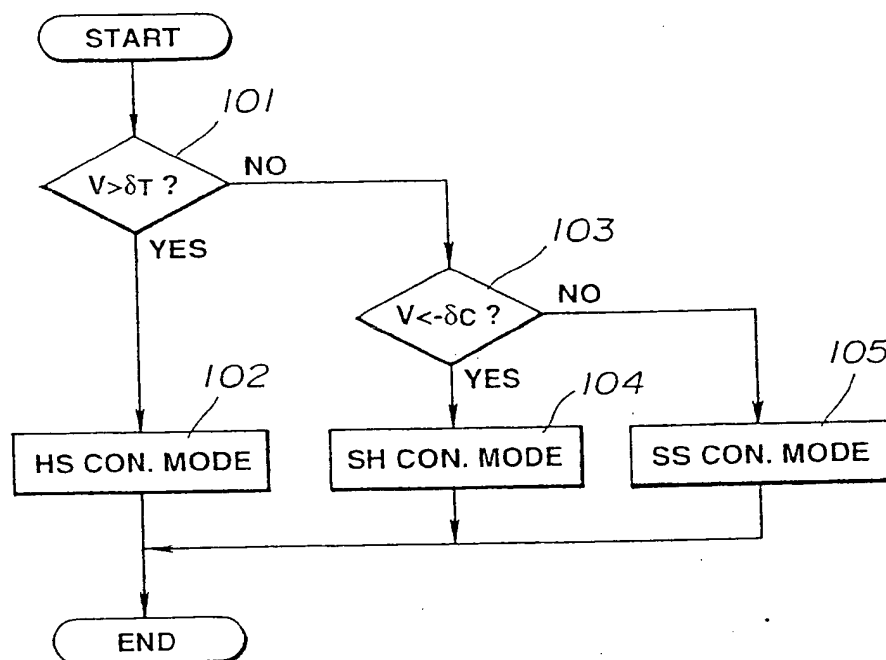 START
101
V>δT ?
NO
YES
103
V<-δC ?
NO
YES
102
HS CON. MODE
104
SH CON. MODE
105
SS CON. MODE
END